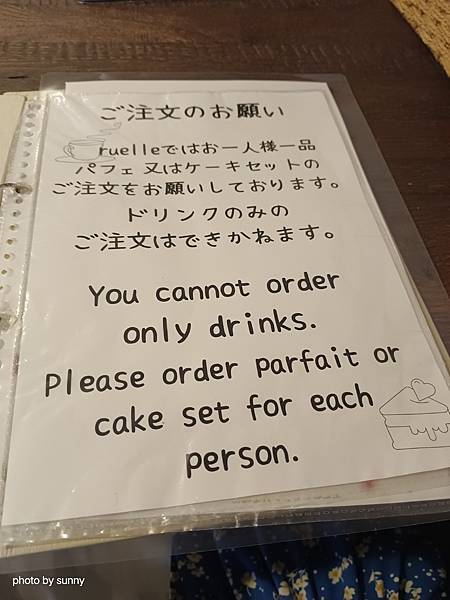 ご注文のお願い
ruelleではお一人様一品
パフェ又はケーキセットの
ご注文をお願いしております。
ドリンクのみの
ご注文はできかねます。
You cannot order
only drinks.
Please order parfait or
cake set for each
person.
photo by sunny